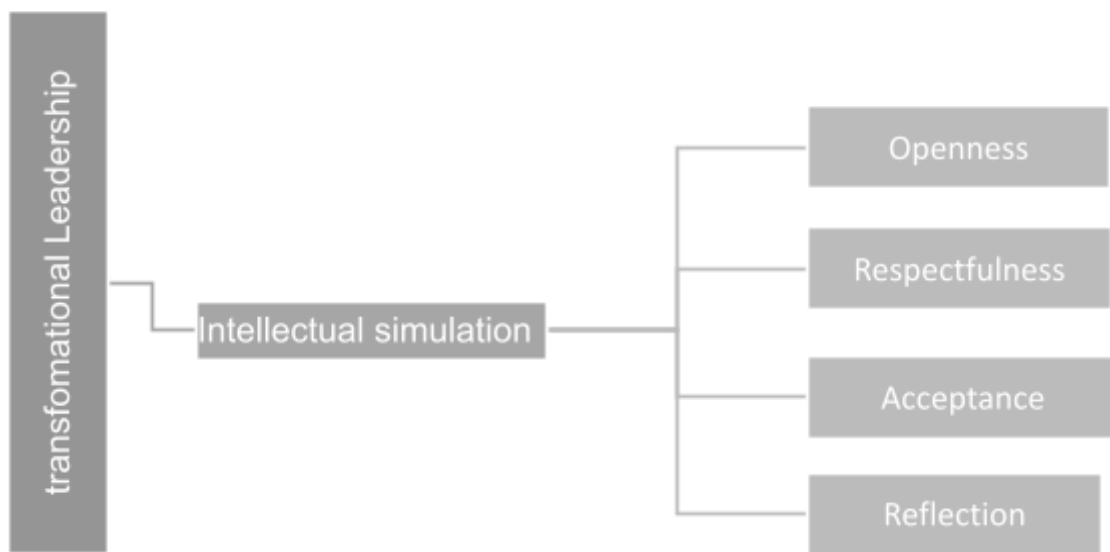 transfomational Leadership
Intellectual simulation
Openness
Respectfulness
Acceptance
Reflection